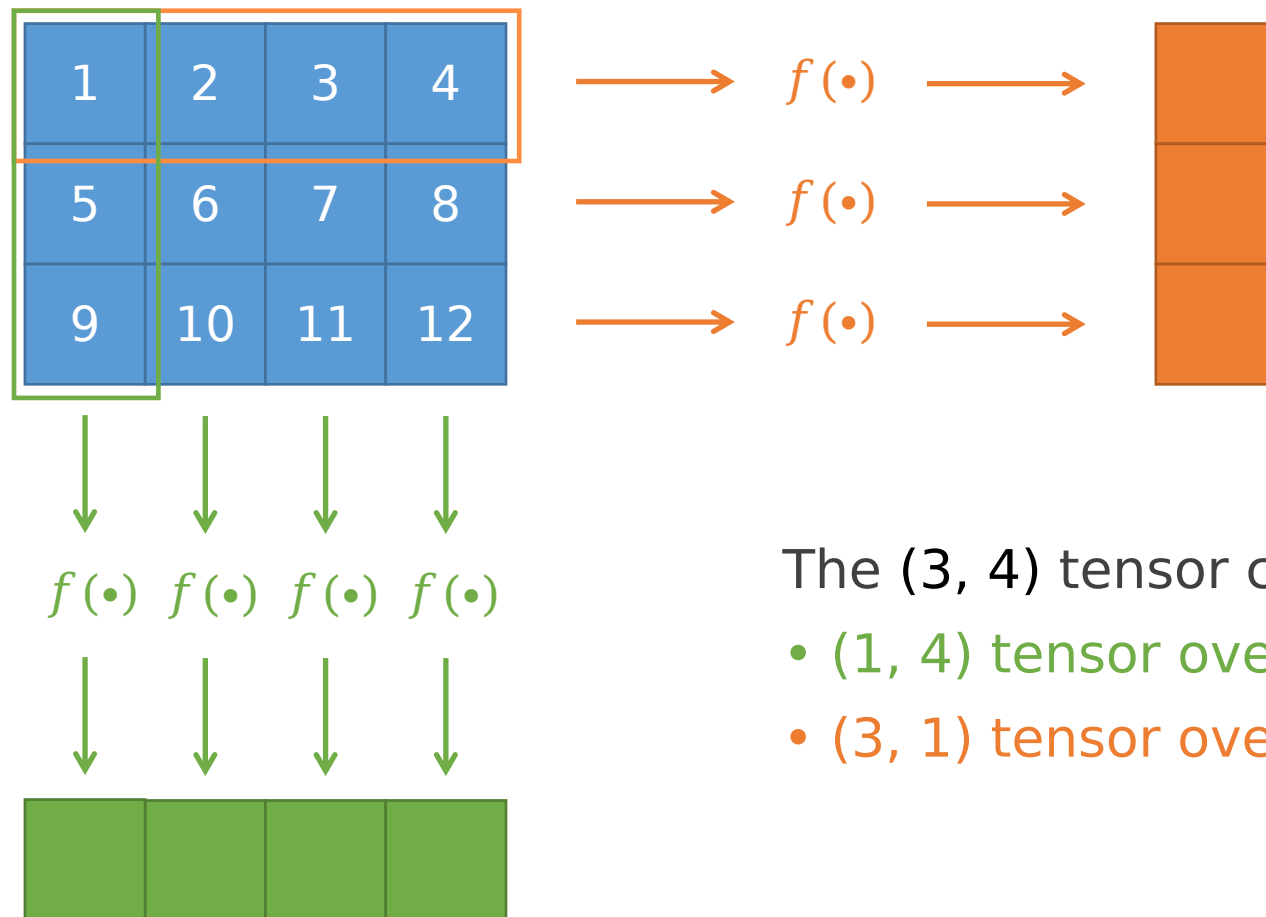 1 2 3 4 f (•)
5 6 7 8 f (•)
9 10 11 12 f (•)
f (•) f (•) f (•) f (•)
The (3, 4) tensor
• (1, 4) tensor
• (3, 1) tensor